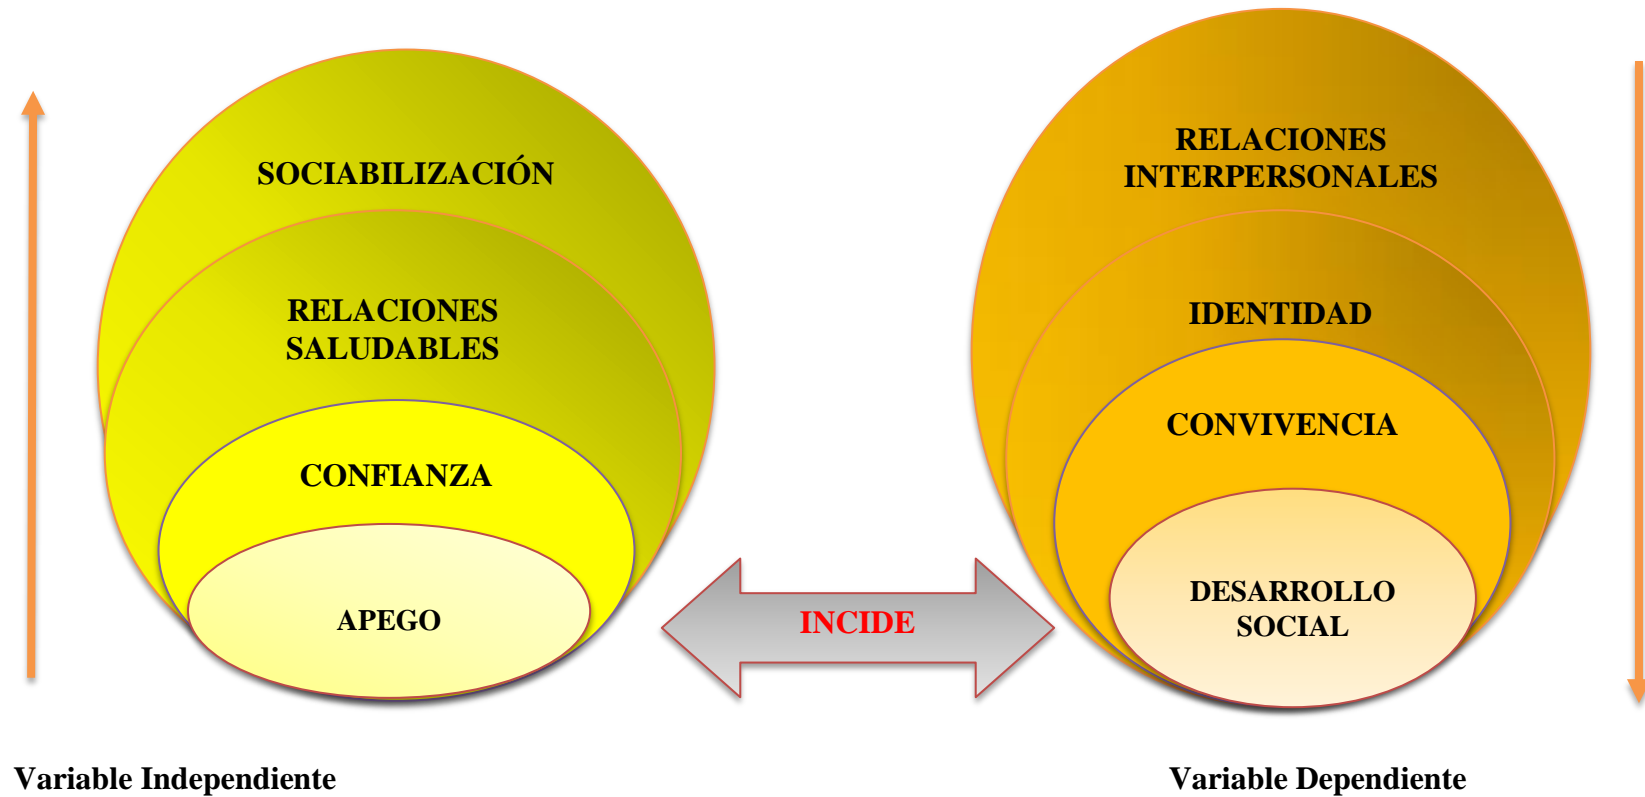 SOCIABILIZACIÓN
RELACIONES
SALUDABLES
CONFIANZA
APEGO
INCIDE
RELACIONES
INTERPERSONALES
IDENTIDAD
CONVIVENCIA
DESARROLLO
SOCIAL
Variable Independiente
Variable Dependiente